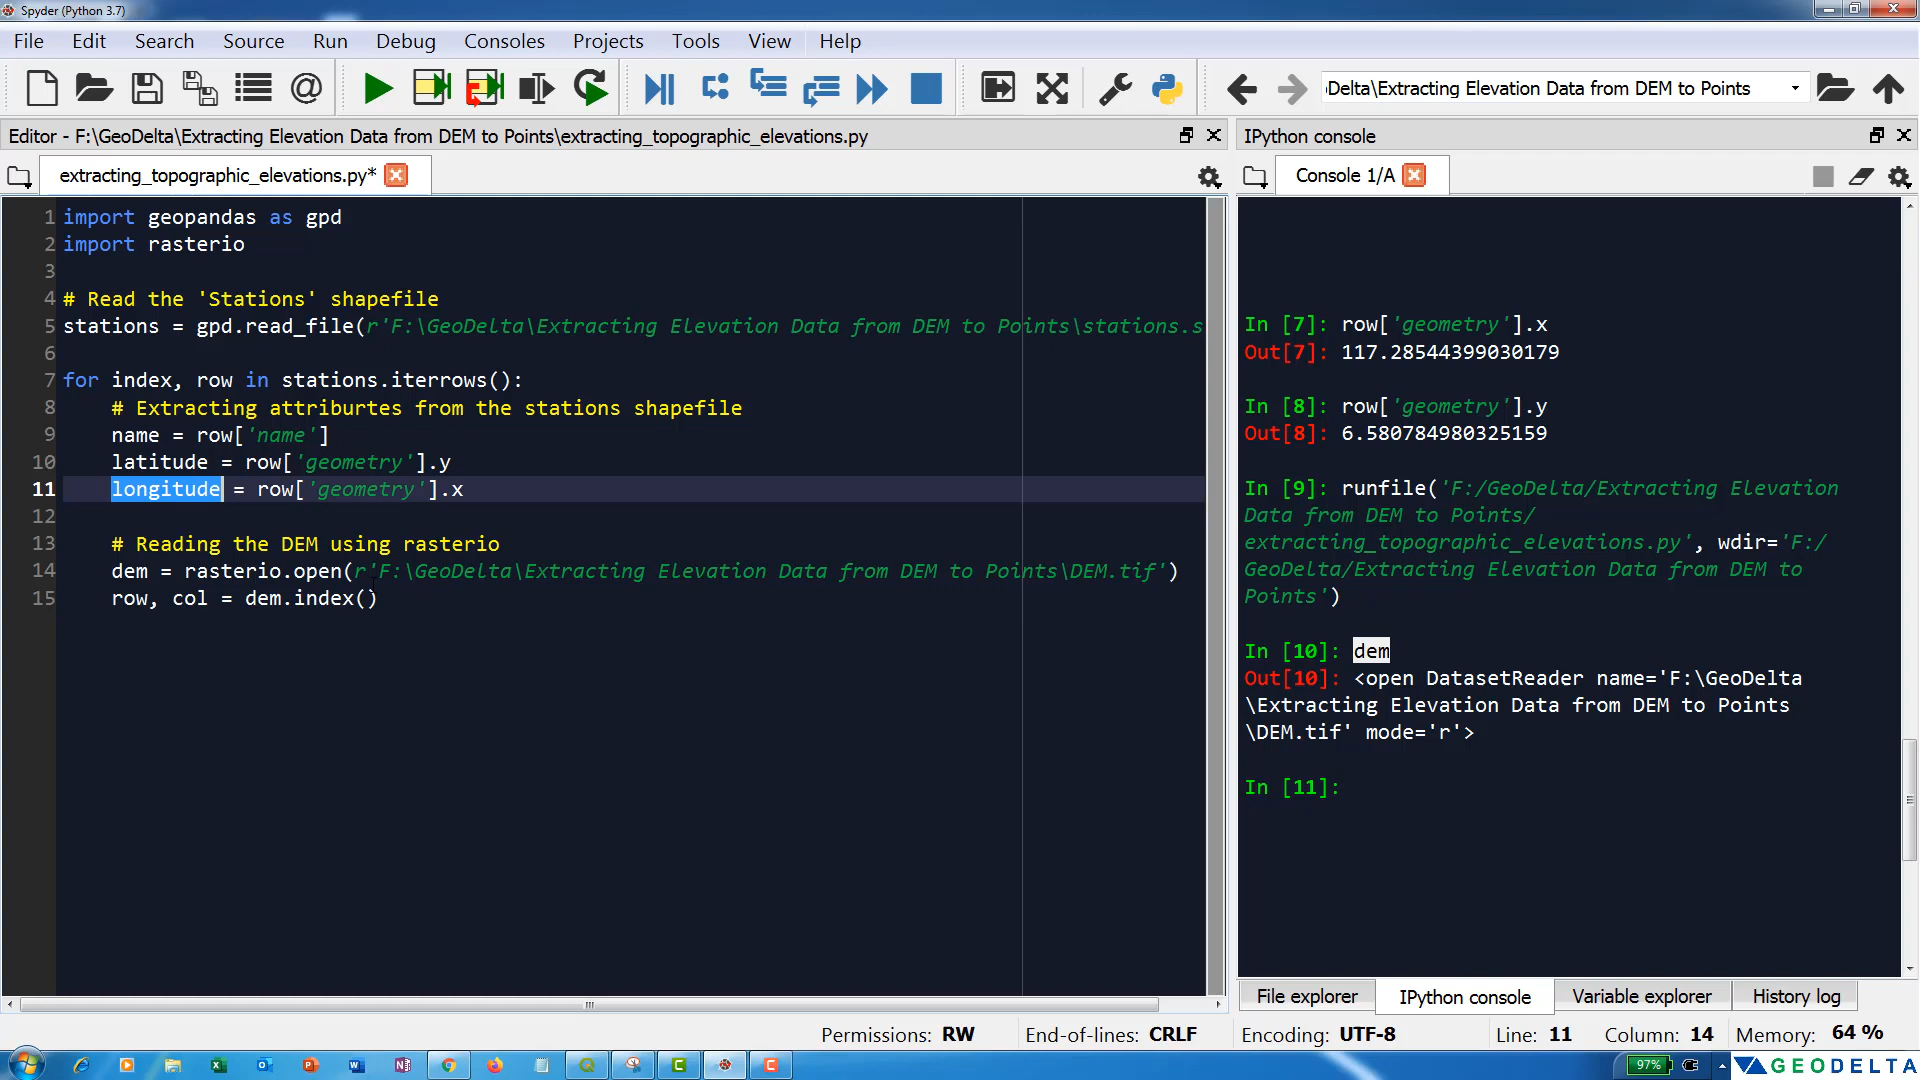 Spyder (Python 3.7)
File Edit Search Source Run Debug Consoles Projects Tools View Help
Delta\Extracting Elevation Data from DEM to Points
Editor - F:\GeoDelta\Extracting Elevation Data from DEM to Points\extracting_topographic_elevations.py
extracting_topographic_elevations.py*
1 import geopandas as gpd
2 import rasterio
3
4 # Read the 'Stations' shapefile
5 stations = gpd.read_file(r'F:\GeoDelta\Extracting Elevation Data from DEM to Points\stations.s
6
7 for index, row in stations.iterrows():
8 # Extracting attriburtes from the stations shapefile
9 name = row['name']
10 latitude = row['geometry'].y
11 longitude = row['geometry'].x
12
13 # Reading the DEM using rasterio
14 dem = rasterio.open(r'F:\GeoDelta\Extracting Elevation Data from DEM to Points\DEM.tif')
15 row, col = dem.index()
IPython console
Console 1/A
In [7]: row['geometry'].x
Out[7]: 117.28544399030179
In [8]: row['geometry'].y
Out[8]: 6.580784980325159
In [9]: runfile('F:/GeoDelta/Extracting Elevation
Data from DEM to Points/
extracting_topographic_elevations.py', wdir='F:/
GeoDelta/Extracting Elevation Data from DEM to
Points')
In [10]: dem
Out[10]: <open DatasetReader name='F:\GeoDelta
\Extracting Elevation Data from DEM to Points
\DEM.tif' mode='r'>
In [11]:
File explorer IPython console Variable explorer History log
Permissions: RW End-of-lines: CRLF Encoding: UTF-8 Line: 11 Column: 14 Memory: 64 %
97% GEODELTA